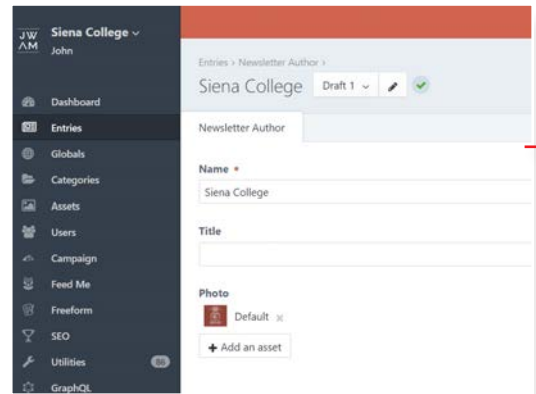 JW
AM
Siena College
John
Dashboard
Entries
Globals
Categories
Assets
Users
Campaign
Feed Me
Freeform
SEO
Utilities
86
GraphQL
Entries > Newsletter Author >
Siena College
Draft 1
Newsletter Author
Name
Siena College
Title
Photo
Default ×
+ Add an asset